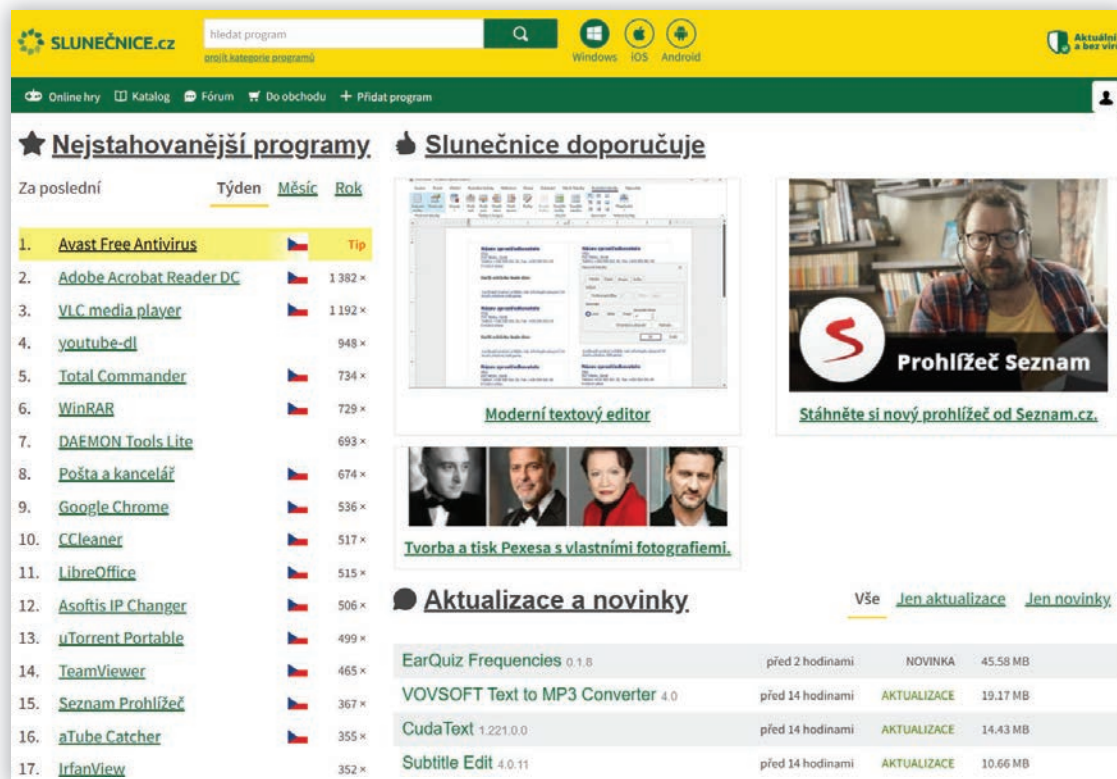 SLUNEČNICE.cz
hledat program
projít kategorie programů
Windows iOS Android
Aktuální
a bez
Online hry Katalog Fórum Do obchodu + Přidat program
Nejstahovanější programy
Za poslední Týden Měsíc Rok
1. Avast Free Antivirus Tip
2. Adobe Acrobat Reader DC 1 382 ×
3. VLC media player 1 192 ×
4. youtube-dl 948 ×
5. Total Commander 734 ×
6. WinRAR 729 ×
7. DAEMON Tools Lite 693 ×
8. Pošta a kancelář 674 ×
9. Google Chrome 536 ×
10. CCleaner 517 ×
11. LibreOffice 515 ×
12. Asoftis IP Changer 506 ×
13. uTorrent Portable 499 ×
14. TeamViewer 465 ×
15. Seznam Prohlížeč 367 ×
16. aTube Catcher 355 ×
17. IrfanView 352 ×
Slunečnice doporučuje
Moderní textový editor
Prohlížeč Seznam
Stáhněte si nový prohlížeč od Seznam.cz.
Tvorba a tisk Pexesa s vlastními fotografiemi.
Aktualizace a novinky
Vše Jen aktualizace Jen novinky
EarQuiz Frequencies 0.1.8 před 2 hodinami NOVINKA 45.58 MB
VOVSOFT Text to MP3 Converter 4.0 před 14 hodinami AKTUALIZACE 19.17 MB
CudaText 1.221.0.0 před 14 hodinami AKTUALIZACE 14.43 MB
Subtitle Edit 4.0.11 před 14 hodinami AKTUALIZACE 10.66 MB